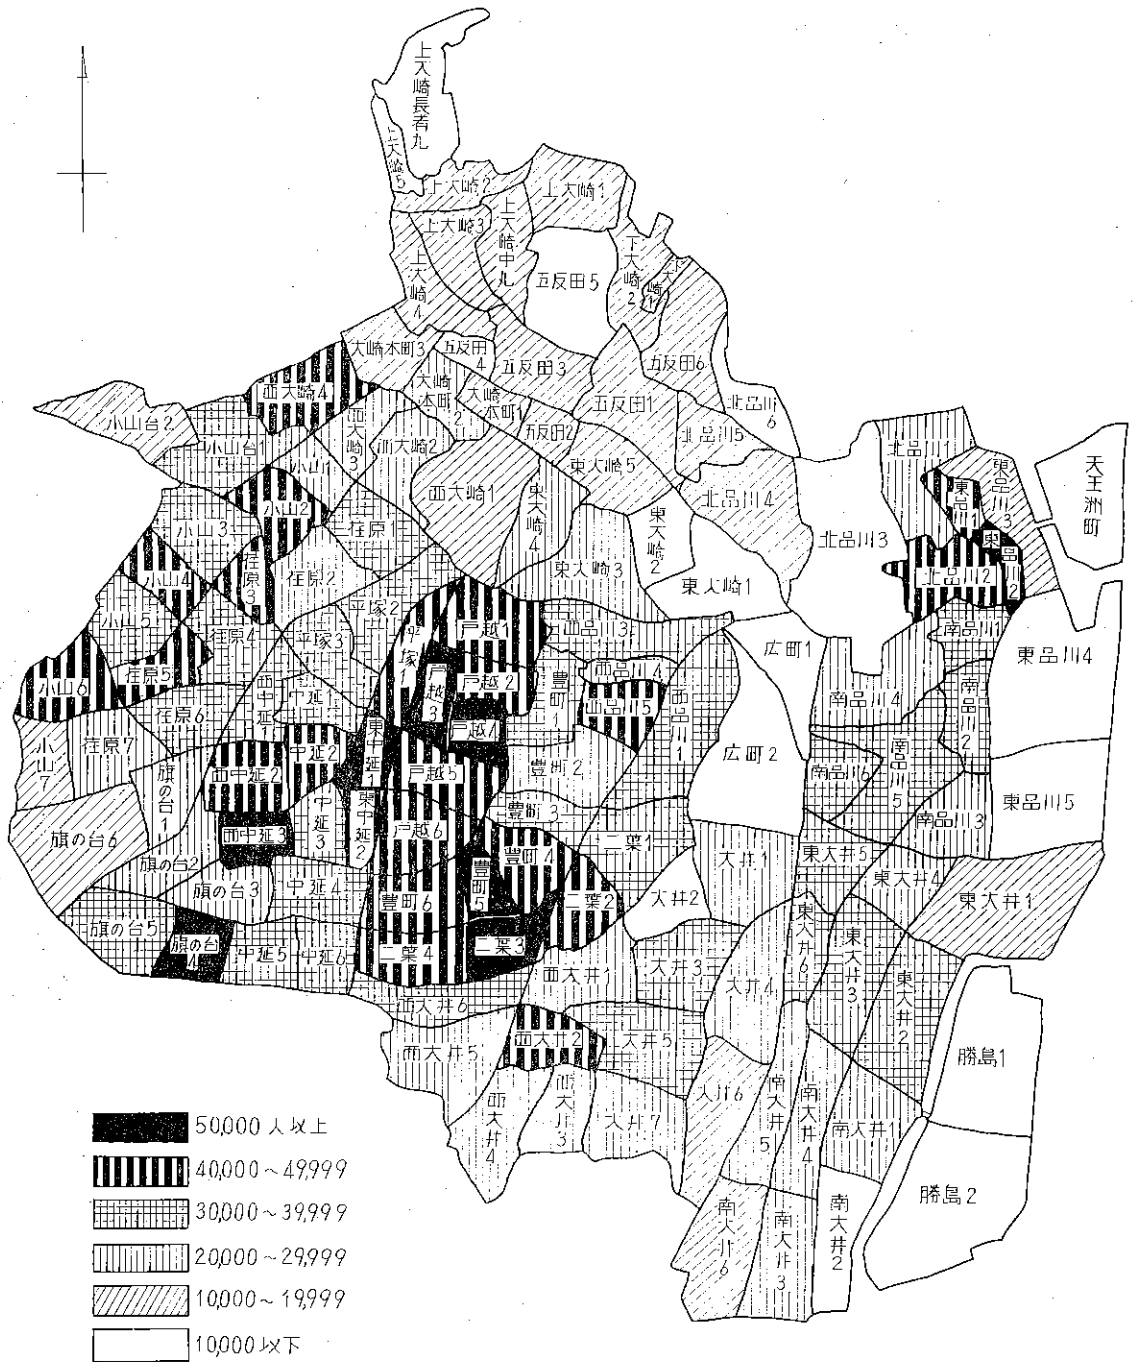 上大崎長者丸
上大崎5
上大崎2
上大崎1
上大崎3
上大崎中丸
上大崎4
五反田5
下大崎2
下大崎1
大崎本町3
五反田4
五反田3
五反田6
西大崎4
大崎本町2
大崎本町1
五反田1
北品川6
小山台2
小山台1
小山1
西大崎3
西大崎2
五反田2
北品川5
東大崎5
北品川1
東品川3
天王洲町
西大崎1
東大崎4
北品川4
東品川1
小山2
小山3
荏原1
東大崎2
北品川3
東品川2
小山4
荏原3
荏原2
東大崎3
東大崎1
北品川2
小山5
荏原4
平塚2
平塚3
平塚1
戸越1
西品川3
広町1
南品川1
東品川4
小山6
荏原5
西中延1
中延1
戸越3
戸越2
豊町1
西品川4
西品川5
西品川1
南品川4
南品川2
荏原6
小山7
荏原7
旗の台1
西中延2
中延2
東中延1
戸越4
戸越5
豊町2
広町2
南品川6
南品川5
東品川5
旗の台6
西中延3
中延3
東中延2
戸越6
豊町3
二葉1
南品川3
旗の台2
旗の台3
中延4
豊町6
豊町5
豊町4
二葉2
大井2
大井1
東大井5
東大井4
東大井1
旗の台5
旗の台4
中延5
中延6
二葉4
二葉3
西大井1
大井3
大井4
東大井6
東大井3
東大井2
西大井6
西大井5
西大井2
大井5
勝島1
西大井4
西大井3
大井7
大井6
南大井5
南大井4
南大井1
勝島2
南大井6
南大井3
南大井2
50,000人以上
40,000~49,999
30,000~39,999
20,000~29,999
10,000~19,999
10,000以下